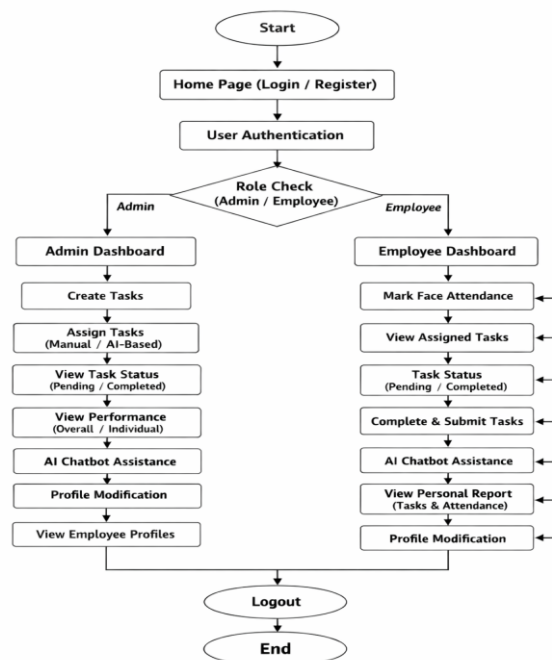 Start
Home Page (Login / Register)
User Authentication
Role Check
(Admin / Employee)
Admin
Employee
Admin Dashboard
Create Tasks
Assign Tasks
(Manual / AI-Based)
View Task Status
(Pending / Completed)
View Performance
(Overall / Individual)
AI Chatbot Assistance
Profile Modification
View Employee Profiles
Employee Dashboard
Mark Face Attendance
View Assigned Tasks
Task Status
(Pending / Completed)
Complete & Submit Tasks
AI Chatbot Assistance
View Personal Report
(Tasks & Attendance)
Profile Modification
Logout
End